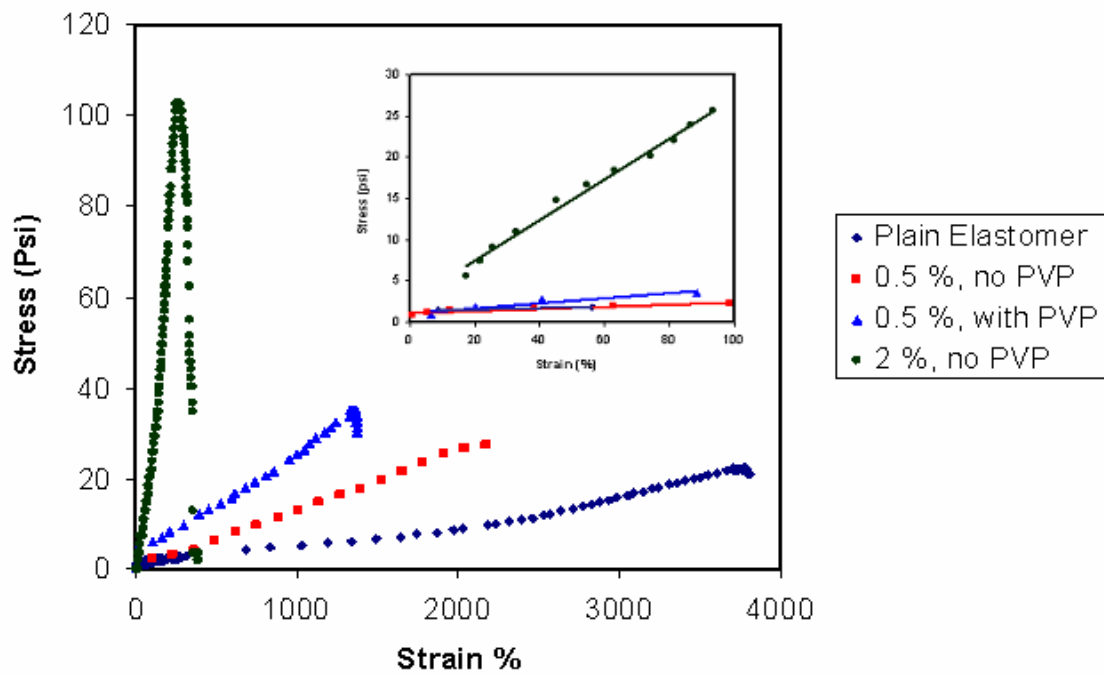 120
100
80
60
40
20
0
Stress (Psi)
0 1000 2000 3000 4000
Strain %
30
25
20
15
10
5
0
Stress (psi)
0 20 40 60 80 100
Strain (%)
Plain Elastomer
0.5 %, no PVP
0.5 %, with PVP
2 %, no PVP